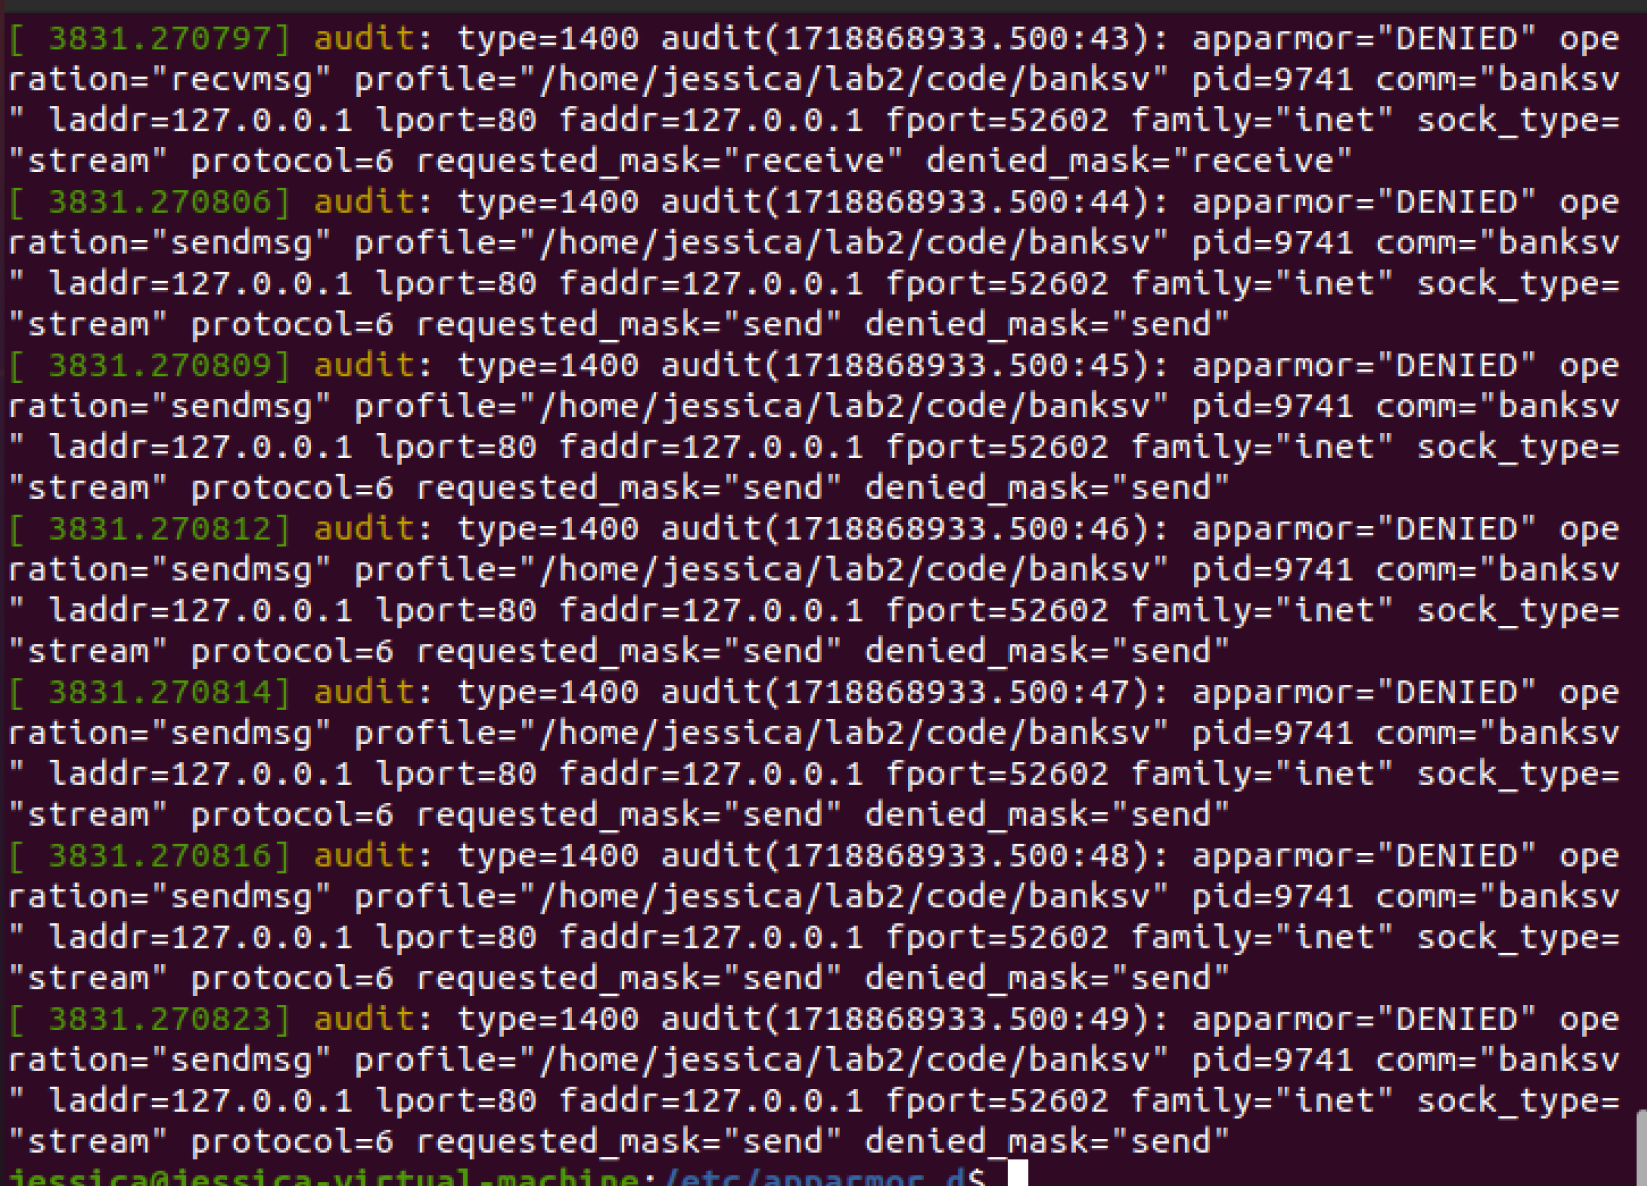 [ 3831.270797] audit: type=1400 audit(1718868933.500:43): apparmor="DENIED" ope
ration="recvmsg" profile="/home/jessica/lab2/code/banksv" pid=9741 comm="banksv
" laddr=127.0.0.1 lport=80 faddr=127.0.0.1 fport=52602 family="inet" sock_type=
"stream" protocol=6 requested_mask="receive" denied_mask="receive"
[ 3831.270806] audit: type=1400 audit(1718868933.500:44): apparmor="DENIED" ope
ration="sendmsg" profile="/home/jessica/lab2/code/banksv" pid=9741 comm="banksv
" laddr=127.0.0.1 lport=80 faddr=127.0.0.1 fport=52602 family="inet" sock_type=
"stream" protocol=6 requested_mask="send" denied_mask="send"
[ 3831.270809] audit: type=1400 audit(1718868933.500:45): apparmor="DENIED" ope
ration="sendmsg" profile="/home/jessica/lab2/code/banksv" pid=9741 comm="banksv
" laddr=127.0.0.1 lport=80 faddr=127.0.0.1 fport=52602 family="inet" sock_type=
"stream" protocol=6 requested_mask="send" denied_mask="send"
[ 3831.270812] audit: type=1400 audit(1718868933.500:46): apparmor="DENIED" ope
ration="sendmsg" profile="/home/jessica/lab2/code/banksv" pid=9741 comm="banksv
" laddr=127.0.0.1 lport=80 faddr=127.0.0.1 fport=52602 family="inet" sock_type=
"stream" protocol=6 requested_mask="send" denied_mask="send"
[ 3831.270814] audit: type=1400 audit(1718868933.500:47): apparmor="DENIED" ope
ration="sendmsg" profile="/home/jessica/lab2/code/banksv" pid=9741 comm="banksv
" laddr=127.0.0.1 lport=80 faddr=127.0.0.1 fport=52602 family="inet" sock_type=
"stream" protocol=6 requested_mask="send" denied_mask="send"
[ 3831.270816] audit: type=1400 audit(1718868933.500:48): apparmor="DENIED" ope
ration="sendmsg" profile="/home/jessica/lab2/code/banksv" pid=9741 comm="banksv
" laddr=127.0.0.1 lport=80 faddr=127.0.0.1 fport=52602 family="inet" sock_type=
"stream" protocol=6 requested_mask="send" denied_mask="send"
[ 3831.270823] audit: type=1400 audit(1718868933.500:49): apparmor="DENIED" ope
ration="sendmsg" profile="/home/jessica/lab2/code/banksv" pid=9741 comm="banksv
" laddr=127.0.0.1 lport=80 faddr=127.0.0.1 fport=52602 family="inet" sock_type=
"stream" protocol=6 requested_mask="send" denied_mask="send"
jessica@jessica-virtual-machine:/etc/apparmor.d$